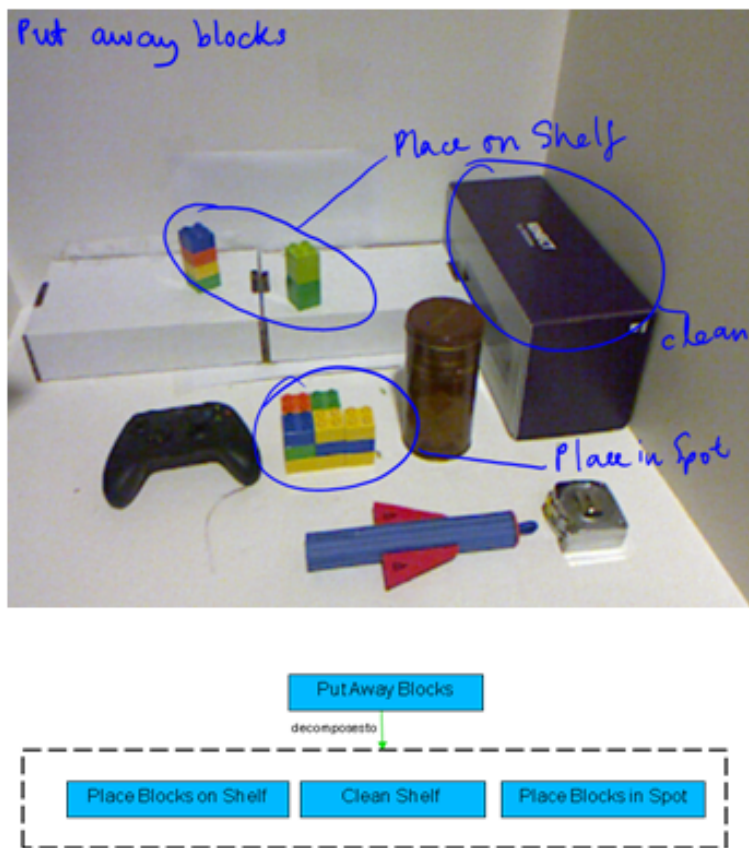 Put away blocks
Place on Shelf
clean
Place in Spot
Put Away Blocks
decomposesto
Place Blocks on Shelf
Clean Shelf
Place Blocks in Spot